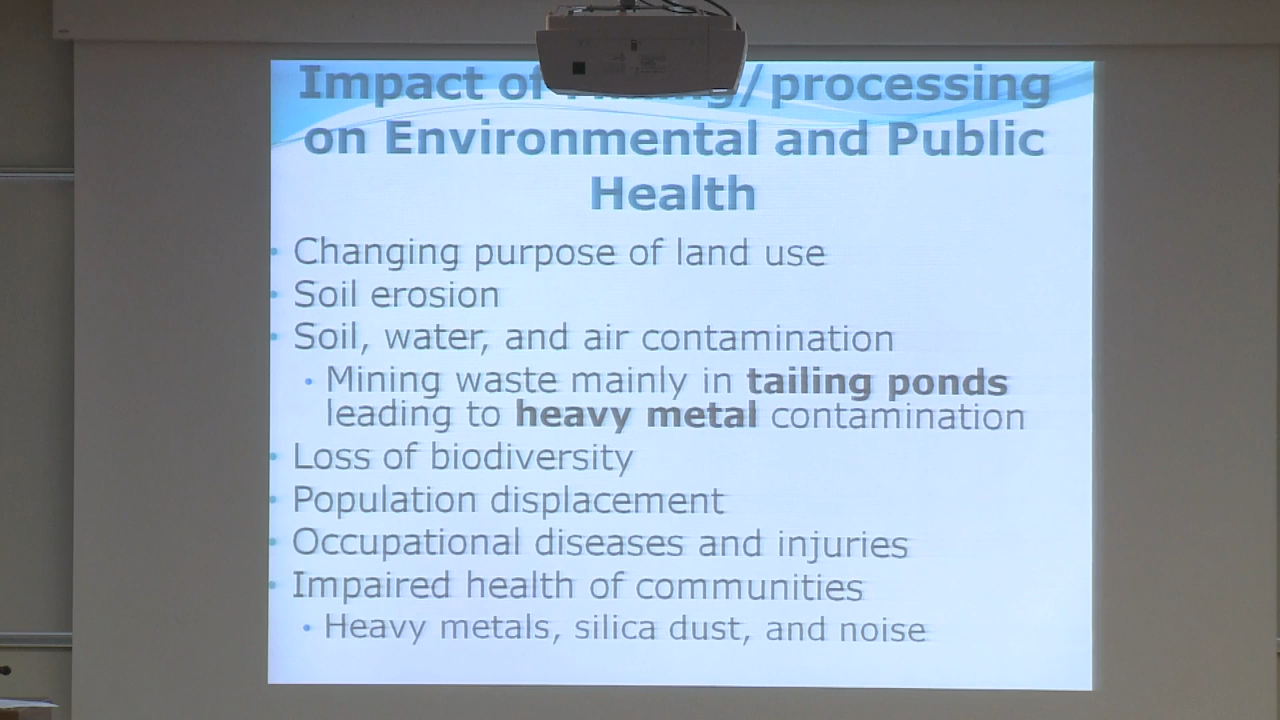 Impact of /processing
on Environmental and Public
Health
• Changing purpose of land use
• Soil erosion
• Soil, water, and air contamination
• Mining waste mainly in tailing ponds
leading to heavy metal contamination
• Loss of biodiversity
• Population displacement
• Occupational diseases and injuries
• Impaired health of communities
• Heavy metals, silica dust, and noise